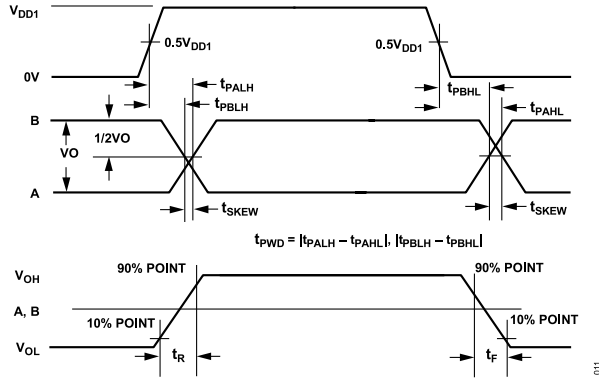 VDD1
0.5VDD1
0.5VDD1
0V
tPALH
tPBLH
tPBHL
tPAHL
B
1/2VO
VO
A
tSKEW
tSKEW
tPWD = |tPALH – tPAHL|, |tPBLH – tPBHL|
VOH
90% POINT
90% POINT
A, B
10% POINT
10% POINT
VOL
tR
tF
011